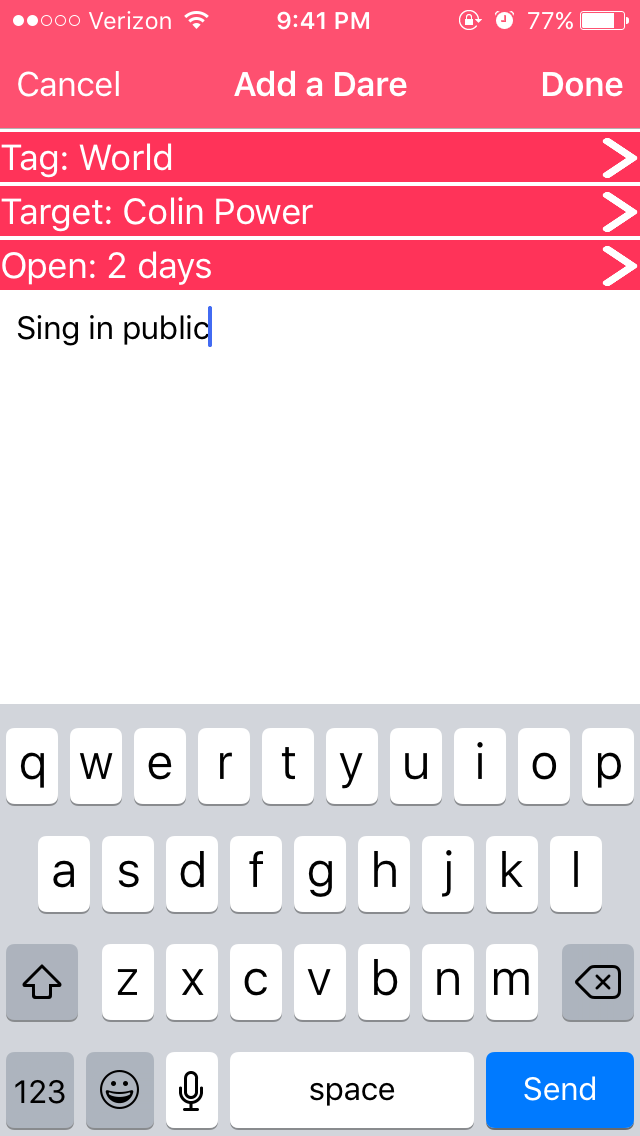 Verizon 9:41 PM 77%
Cancel Add a Dare Done
Tag: World
Target: Colin Power
Open: 2 days
Sing in public
q w e r t y u i o p
a s d f g h j k l
z x c v b n m
123 space Send